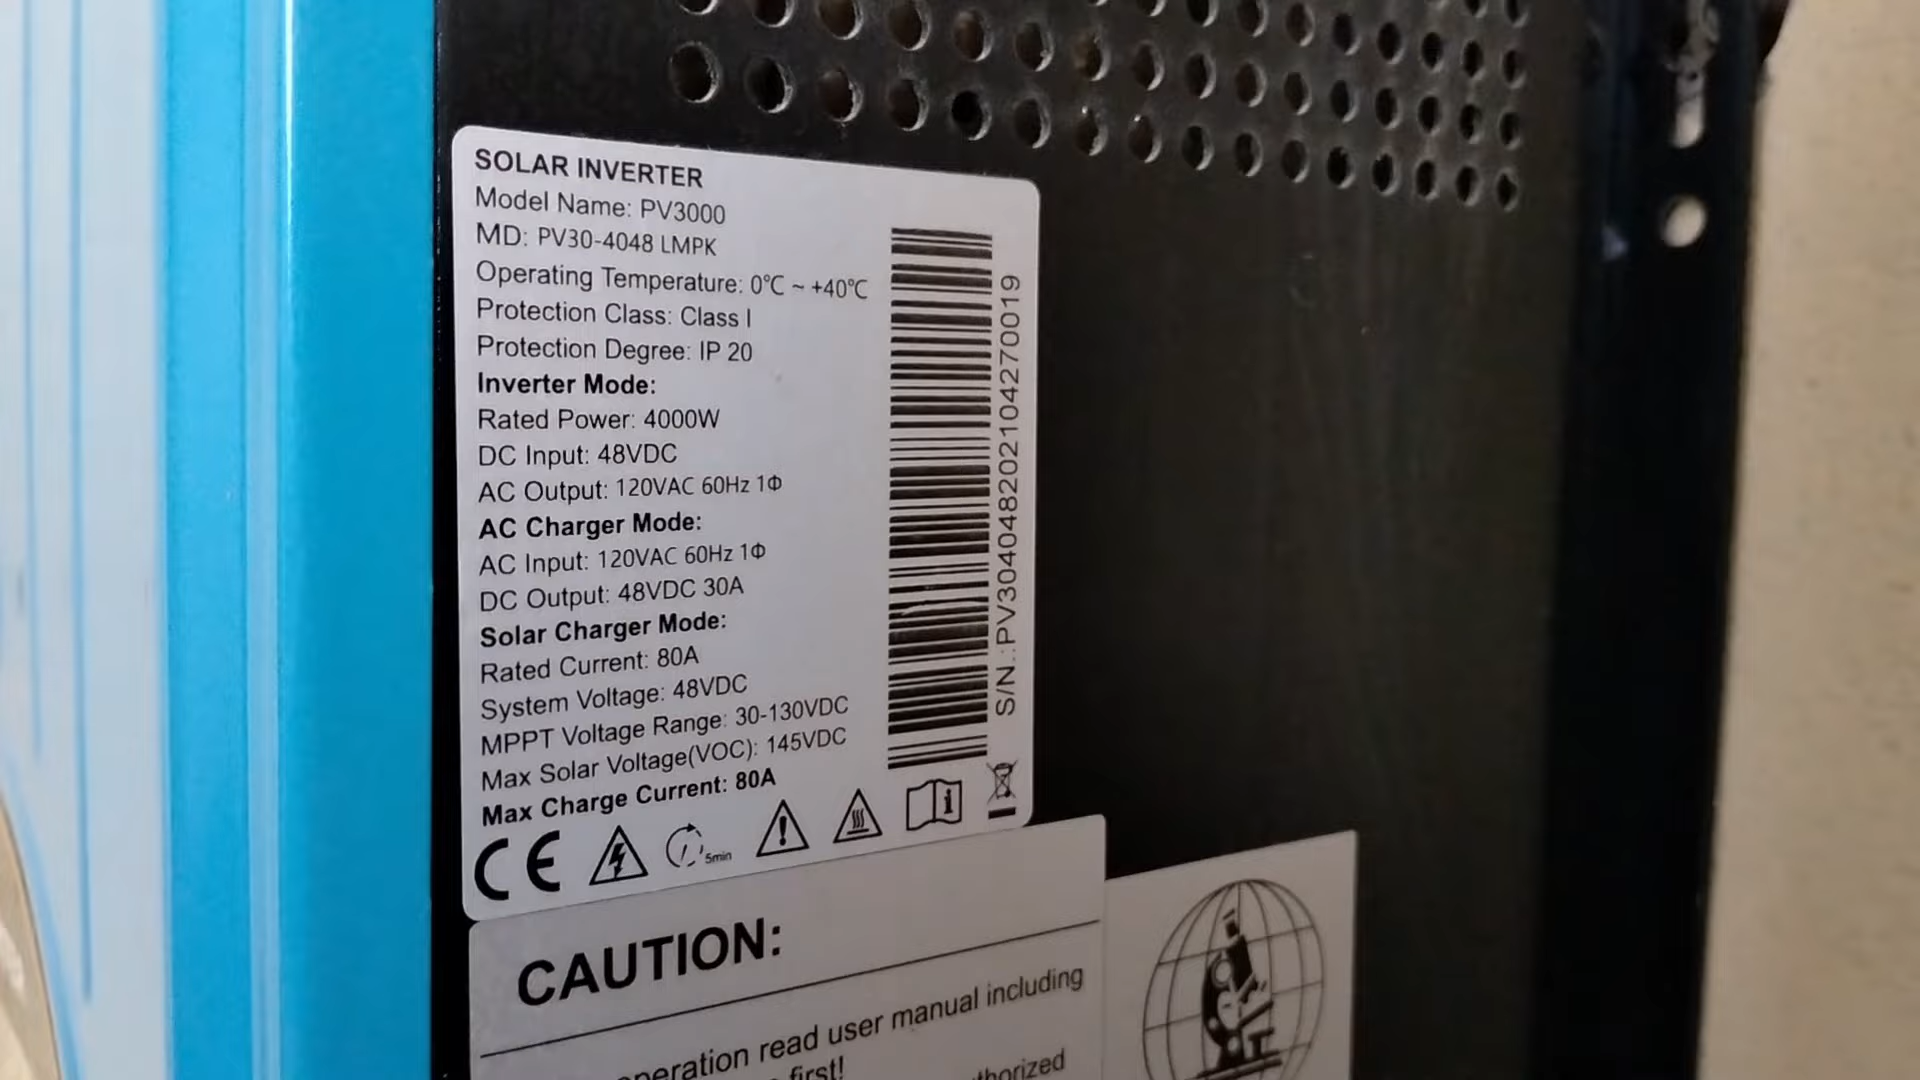 SOLAR INVERTER
Model Name: PV3000
MD: PV30-4048 LMPK
Operating Temperature: 0℃ ~ +40℃
Protection Class: Class I
Protection Degree: IP 20
Inverter Mode:
Rated Power: 4000W
DC Input: 48VDC
AC Output: 120VAC 60Hz 1Φ
AC Charger Mode:
AC Input: 120VAC 60Hz 1Φ
DC Output: 48VDC 30A
Solar Charger Mode:
Rated Current: 80A
System Voltage: 48VDC
MPPT Voltage Range: 30-130VDC
Max Solar Voltage(VOC): 145VDC
Max Charge Current: 80A
CE
5min
S/N.:PV304048202104270019
CAUTION:
read user manual including
first!